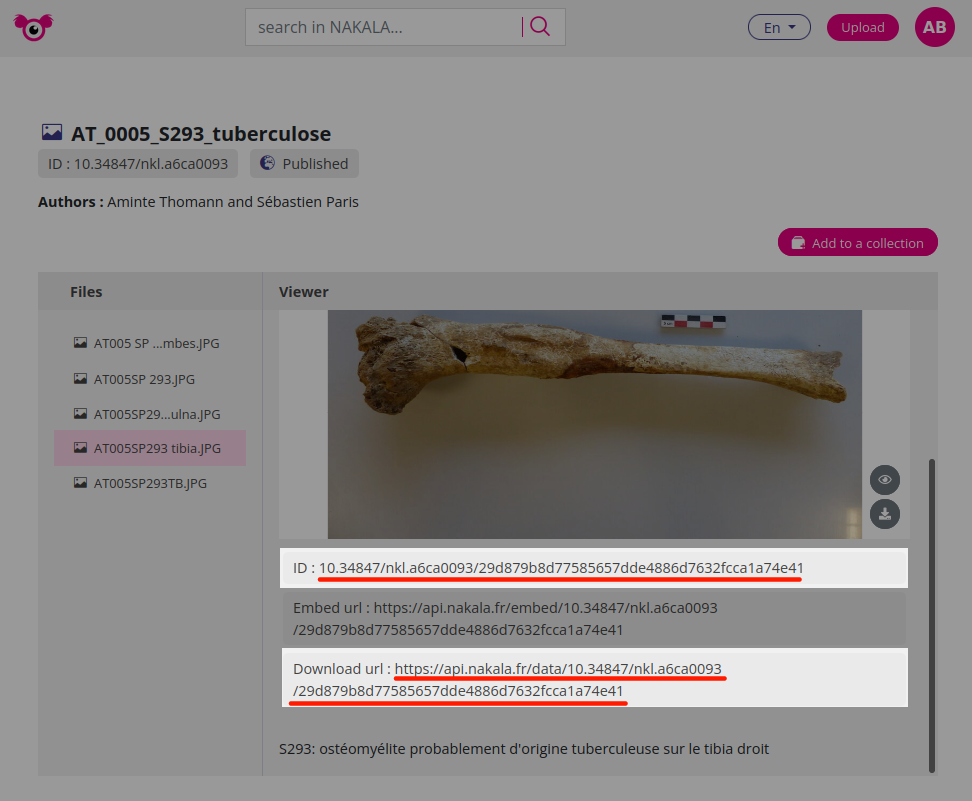 search in NAKALA...
En
Upload
AB
AT_0005_S293_tuberculose
ID : 10.34847/nkl.a6ca0093
Published
Authors : Aminte Thomann and Sébastien Paris
Add to a collection
Files
Viewer
AT005 SP ...mbes.JPG
AT005SP 293.JPG
AT005SP29...ulna.JPG
AT005SP293 tibia.JPG
AT005SP293TB.JPG
ID : 10.34847/nkl.a6ca0093/29d879b8d77585657dde4886d7632fcca1a74e41
Embed url : https://api.nakala.fr/embed/10.34847/nkl.a6ca0093
/29d879b8d77585657dde4886d7632fcca1a74e41
Download url : https://api.nakala.fr/data/10.34847/nkl.a6ca0093
/29d879b8d77585657dde4886d7632fcca1a74e41
S293: ostéomyélite probablement d'origine tuberculeuse sur le tibia droit